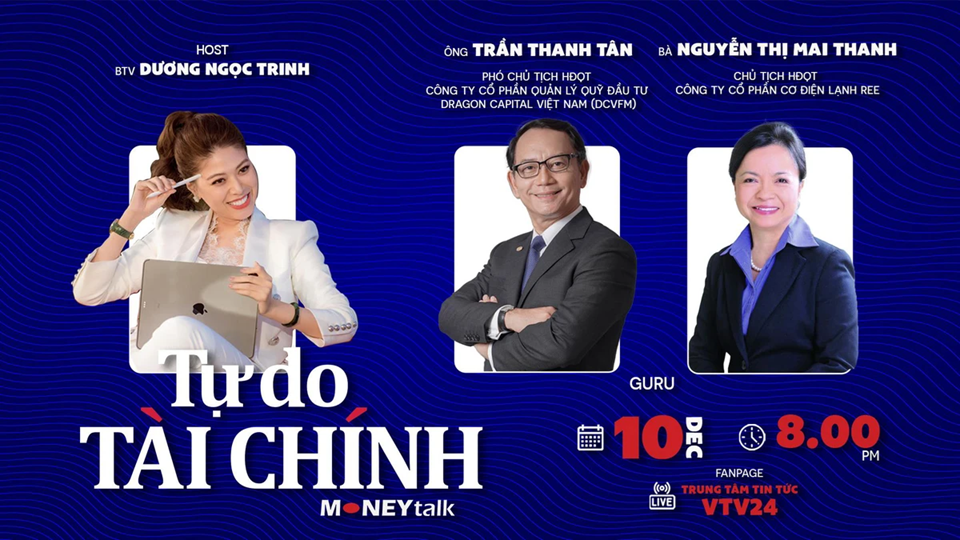 HOST
BTV DƯƠNG NGỌC TRINH
ÔNG TRẦN THANH TÂN
PHÓ CHỦ TỊCH HĐQT
CÔNG TY CỔ PHẦN QUẢN LÝ QUỸ ĐẦU TƯ
DRAGON CAPITAL VIỆT NAM (DCVFM)
BÀ NGUYỄN THỊ MAI THANH
CHỦ TỊCH HĐQT
CÔNG TY CỔ PHẦN CƠ ĐIỆN LẠNH REE
Tự đo
TÀI CHÍNH
MONEYtalk
GURU
10 DEC
8.00 PM
FANPAGE
LIVE
TRUNG TÂM TIN TỨC
VTV24